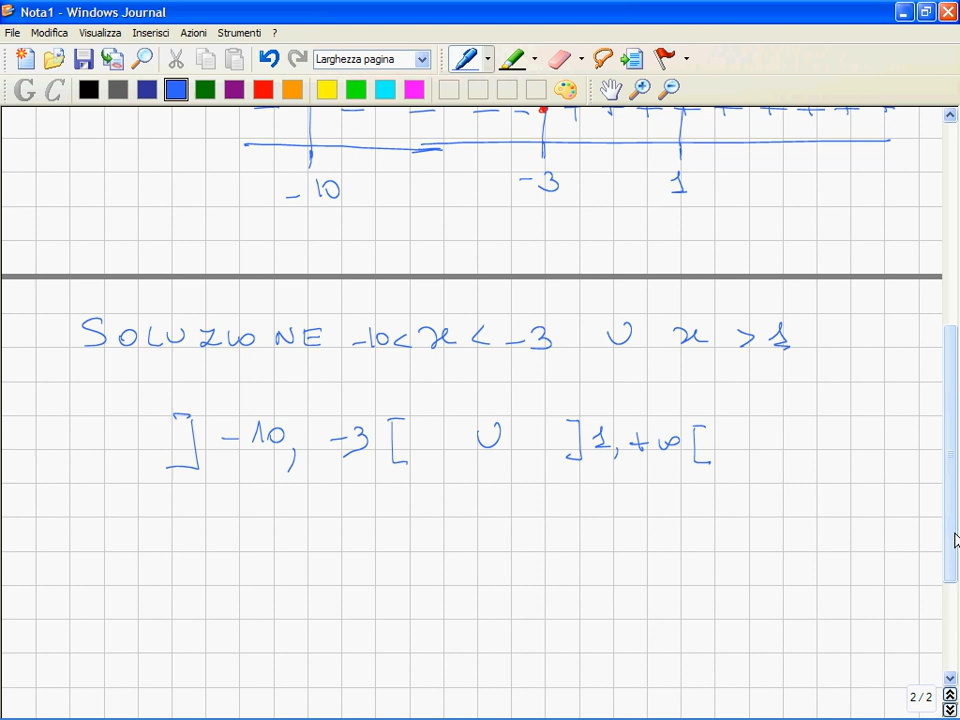 Nota1 - Windows Journal
File Modifica Visualizza Inserisci Azioni Strumenti ?
Larghezza pagina
G C
- - - - - + + + + + + + +
-10 -3 1
SOLUZIONE -10 < x < -3 ∪ x > 1
] -10, -3 [ ∪ ] 1, +∞ [
2 / 2